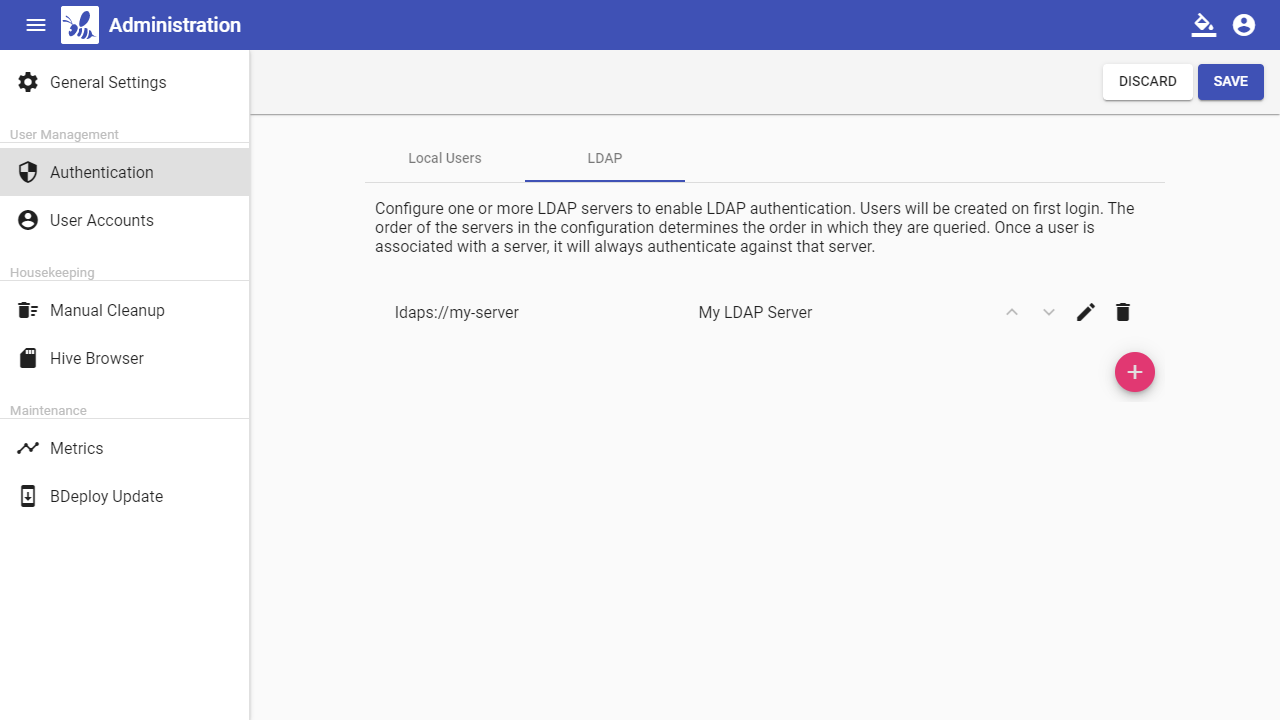 Administration
General Settings
User Management
Authentication
User Accounts
Housekeeping
Manual Cleanup
Hive Browser
Maintenance
Metrics
BDeploy Update
DISCARD
SAVE
Local Users
LDAP
Configure one or more LDAP servers to enable LDAP authentication. Users will be created on first login. The
order of the servers in the configuration determines the order in which they are queried. Once a user is
associated with a server, it will always authenticate against that server.
ldaps://my-server
My LDAP Server